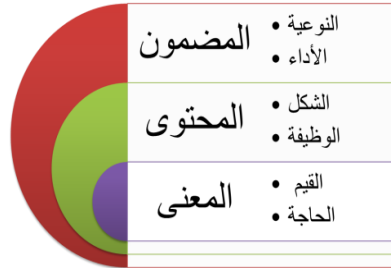 المضمون
• النوعية
• الأداء
المحتوى
• الشكل
• الوظيفة
المعنى
• القيم
• الحاجة